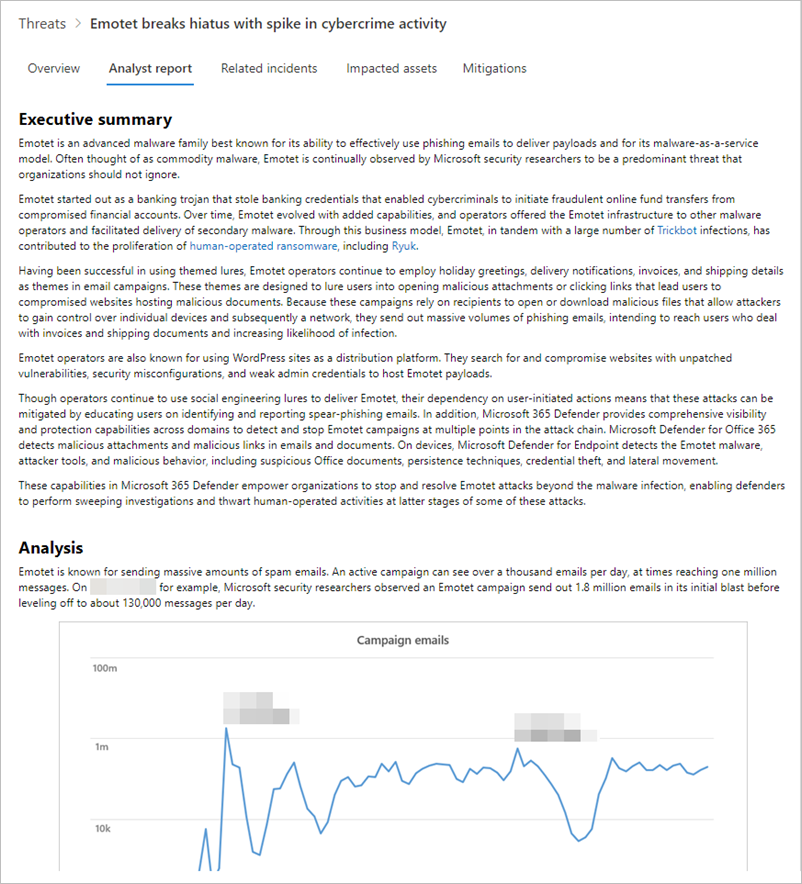 Threats > Emotet breaks hiatus with spike in cybercrime activity
Overview Analyst report Related incidents Impacted assets Mitigations
Executive summary
Emotet is an advanced malware family best known for its ability to effectively use phishing emails to deliver payloads and for its malware-as-a-service
model. Often thought of as commodity malware, Emotet is continually observed by Microsoft security researchers to be a predominant threat that
organizations should not ignore.
Emotet started out as a banking trojan that stole banking credentials that enabled cybercriminals to initiate fraudulent online fund transfers from
compromised financial accounts. Over time, Emotet evolved with added capabilities, and operators offered the Emotet infrastructure to other malware
operators and facilitated delivery of secondary malware. Through this business model, Emotet, in tandem with a large number of Trickbot infections, has
contributed to the proliferation of human-operated ransomware, including Ryuk.
Having been successful in using themed lures, Emotet operators continue to employ holiday greetings, delivery notifications, invoices, and shipping details
as themes in email campaigns. These themes are designed to lure users into opening malicious attachments or clicking links that lead users to
compromised websites hosting malicious documents. Because these campaigns rely on recipients to open or download malicious files that allow attackers
to gain control over individual devices and subsequently a network, they send out massive volumes of phishing emails, intending to reach users who deal
with invoices and shipping documents and increasing likelihood of infection.
Emotet operators are also known for using WordPress sites as a distribution platform. They search for and compromise websites with unpatched
vulnerabilities, security misconfigurations, and weak admin credentials to host Emotet payloads.
Though operators continue to use social engineering lures to deliver Emotet, their dependency on user-initiated actions means that these attacks can be
mitigated by educating users on identifying and reporting spear-phishing emails. In addition, Microsoft 365 Defender provides comprehensive visibility
and protection capabilities across domains to detect and stop Emotet campaigns at multiple points in the attack chain. Microsoft Defender for Office 365
detects malicious attachments and malicious links in emails and documents. On devices, Microsoft Defender for Endpoint detects the Emotet malware,
attacker tools, and malicious behavior, including suspicious Office documents, persistence techniques, credential theft, and lateral movement.
These capabilities in Microsoft 365 Defender empower organizations to stop and resolve Emotet attacks beyond the malware infection, enabling defenders
to perform sweeping investigations and thwart human-operated activities at latter stages of some of these attacks.
Analysis
Emotet is known for sending massive amounts of spam emails. An active campaign can see over a thousand emails per day, at times reaching one million
messages. On for example, Microsoft security researchers observed an Emotet campaign send out 1.8 million emails in its initial blast before
leveling off to about 130,000 messages per day.
Campaign emails
100m
1m
10k